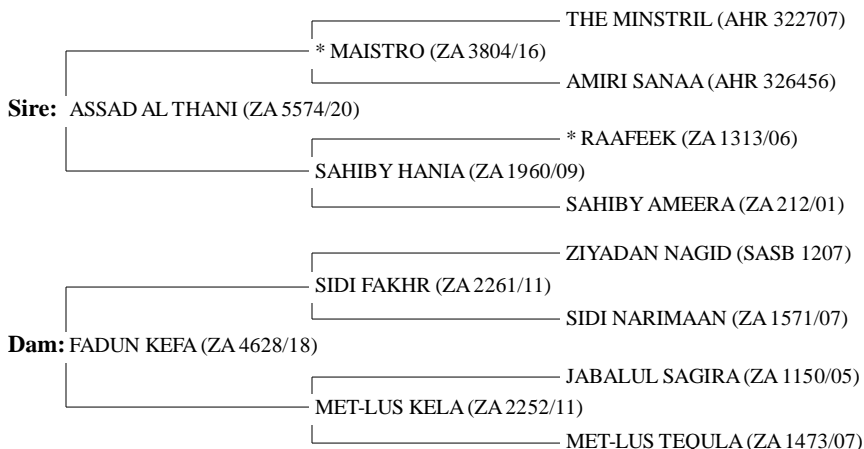 THE MINSTRIL (AHR 322707)
* MAISTRO (ZA 3804/16)
AMIRI SANAA (AHR 326456)
Sire: ASSAD AL THANI (ZA 5574/20)
* RAAFEEK (ZA 1313/06)
SAHIBY HANIA (ZA 1960/09)
SAHIBY AMEERA (ZA 212/01)
ZIYADAN NAGID (SASB 1207)
SIDI FAKHR (ZA 2261/11)
SIDI NARIMAAN (ZA 1571/07)
Dam: FADUN KEFA (ZA 4628/18)
JABALUL SAGIRA (ZA 1150/05)
MET-LUS KELA (ZA 2252/11)
MET-LUS TEQULA (ZA 1473/07)